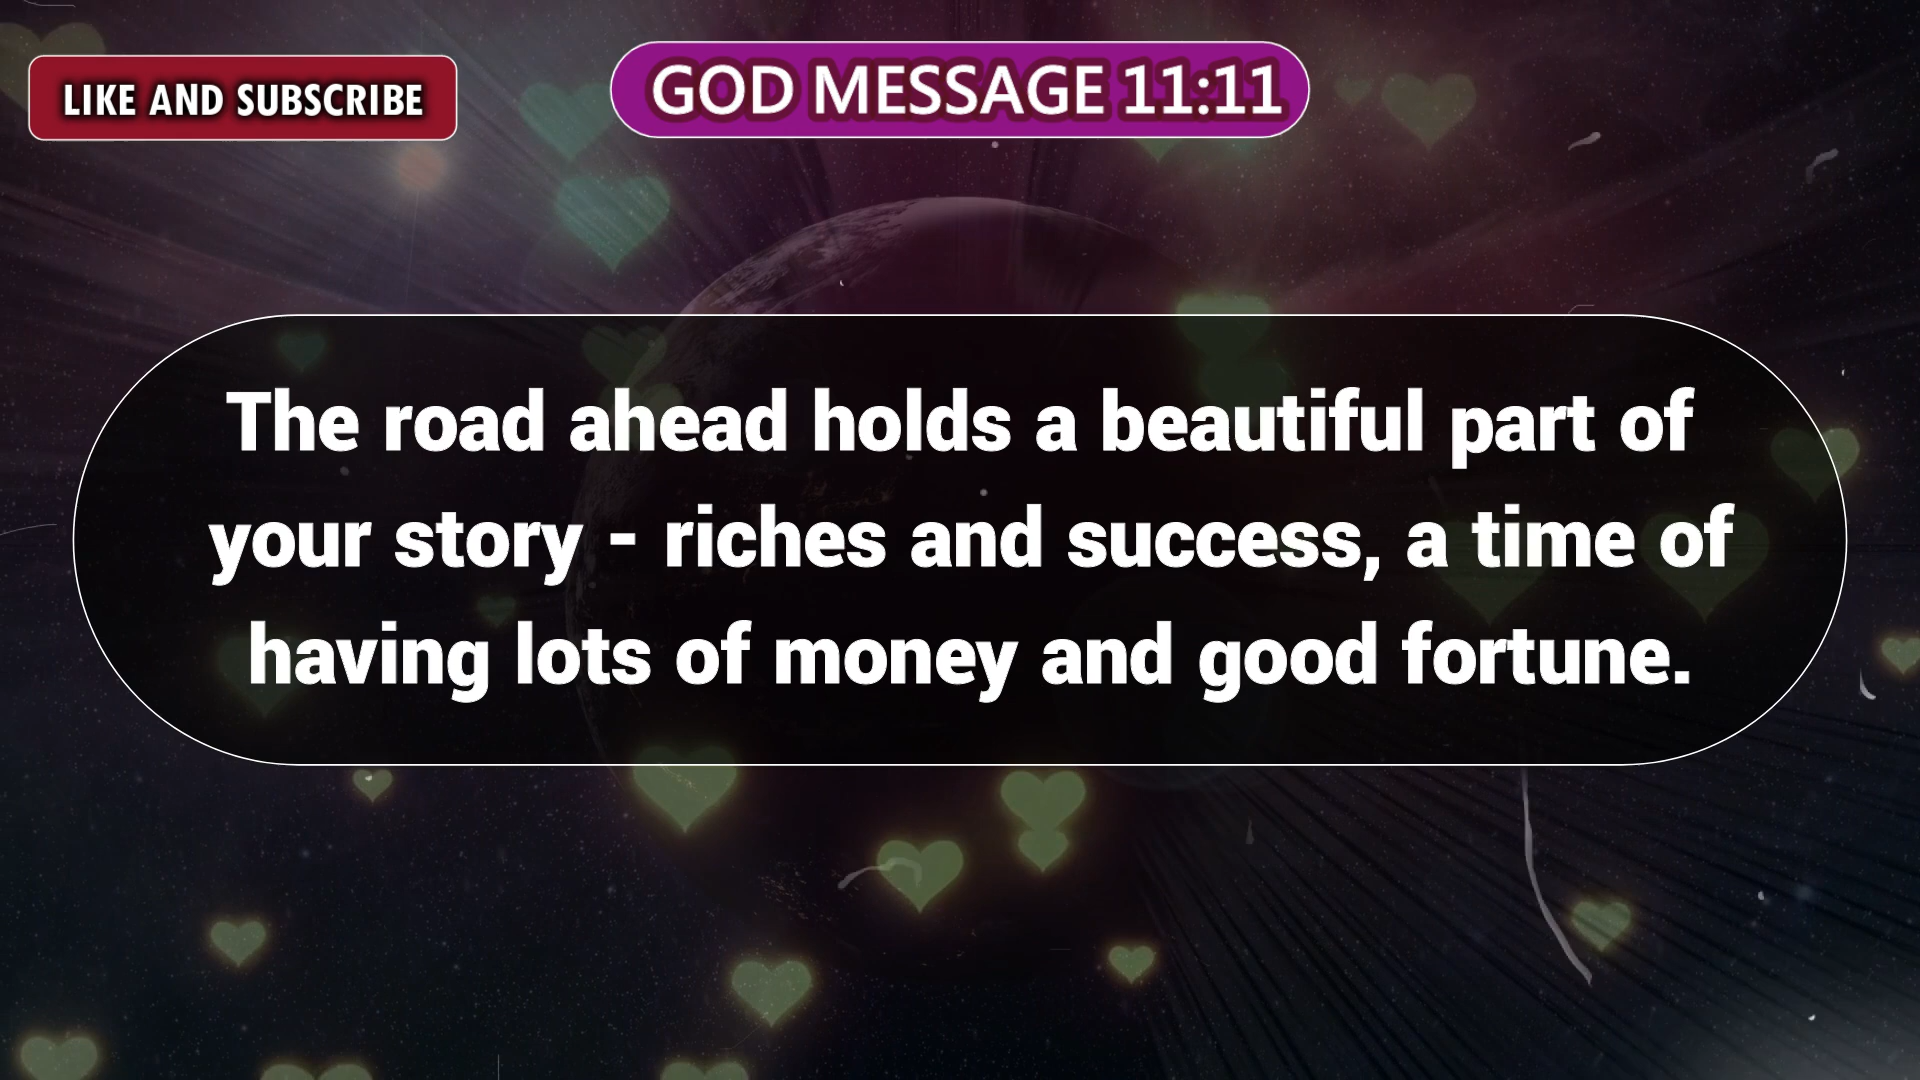 LIKE AND SUBSCRIBE
GOD MESSAGE 11:11
The road ahead holds a beautiful part of
your story - riches and success, a time of
having lots of money and good fortune.